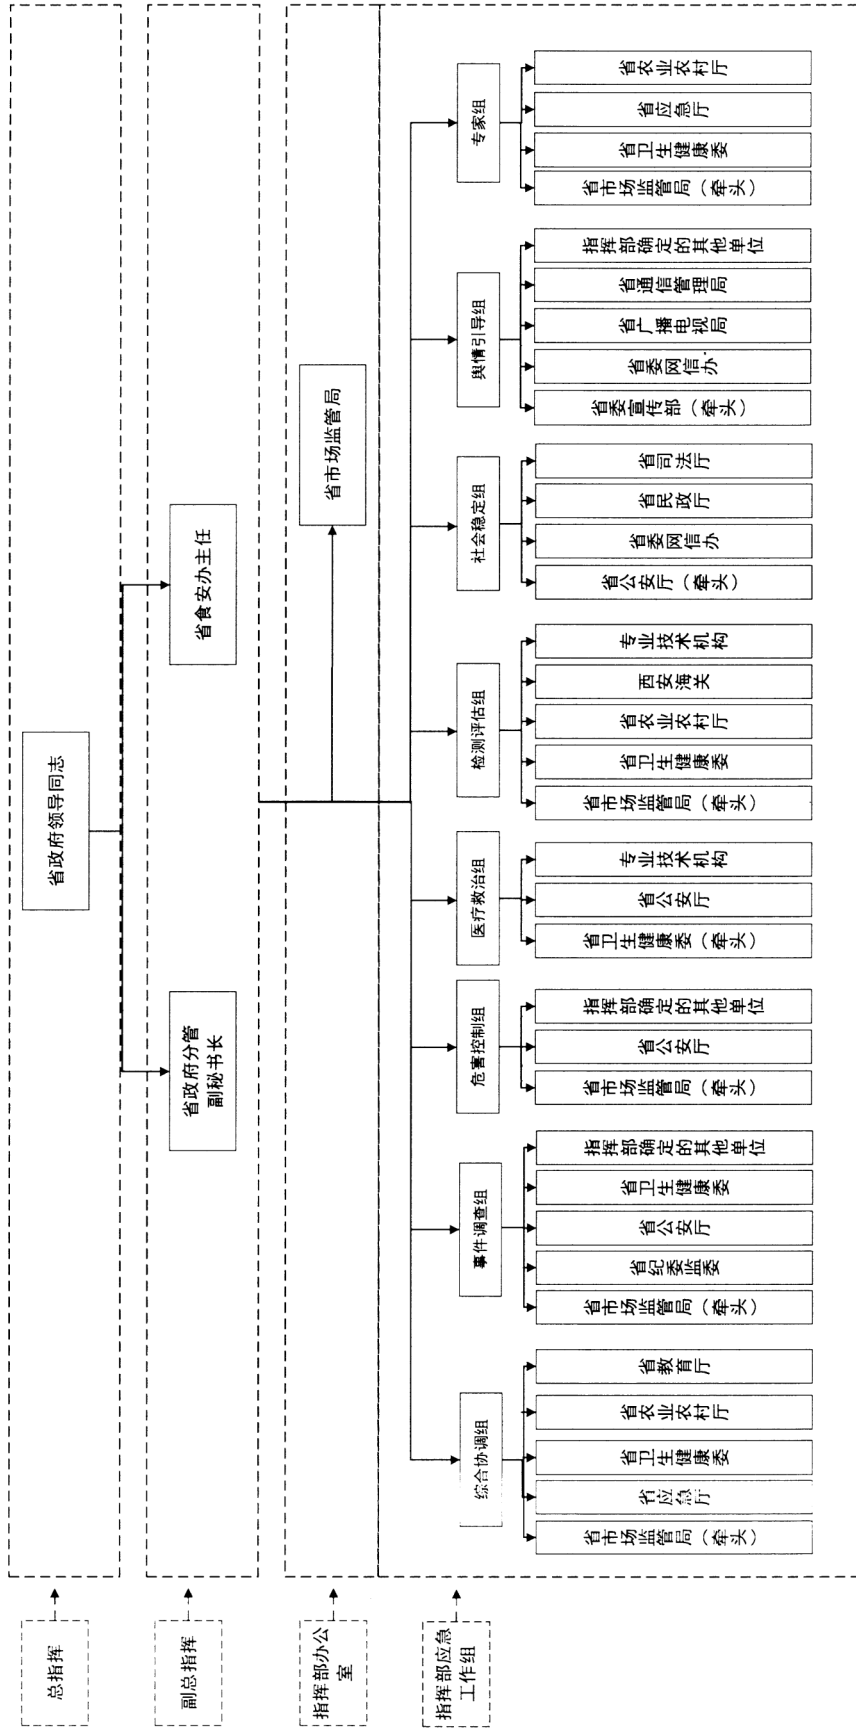 总指挥
省政府领导同志
副总指挥
省政府分管
副秘书长
省食安办主任
指挥部办公
室
省市场监管局
指挥部应急
工作组
综合协调组
省市场监管局（牵头）
省应急厅
省卫生健康委
省农业农村厅
省教育厅
事件调查组
省市场监管局（牵头）
省纪委监委
省公安厅
省卫生健康委
指挥部确定的其他单位
危害控制组
省市场监管局（牵头）
省公安厅
指挥部确定的其他单位
医疗救治组
省卫生健康委（牵头）
省公安厅
专业技术机构
检测评估组
省市场监管局（牵头）
省卫生健康委
省农业农村厅
西安海关
专业技术机构
社会稳定组
省公安厅（牵头）
省委网信办
省民政厅
省司法厅
舆情引导组
省委宣传部（牵头）
省委网信办
省广播电视局
省通信管理局
指挥部确定的其他单位
专家组
省市场监管局（牵头）
省卫生健康委
省应急厅
省农业农村厅